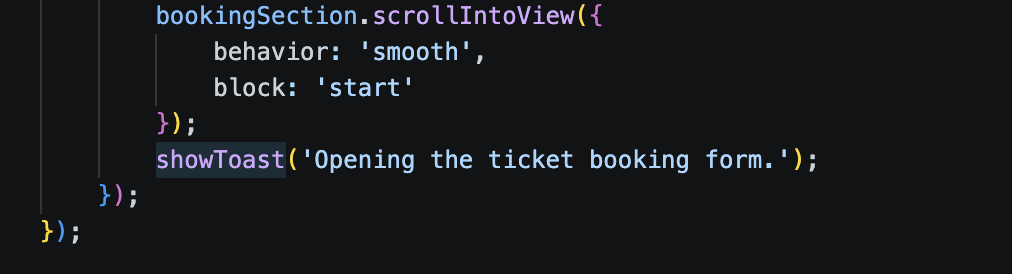 bookingSection.scrollIntoView({
behavior: 'smooth',
block: 'start'
});
showToast('Opening the ticket booking form.');
});
});